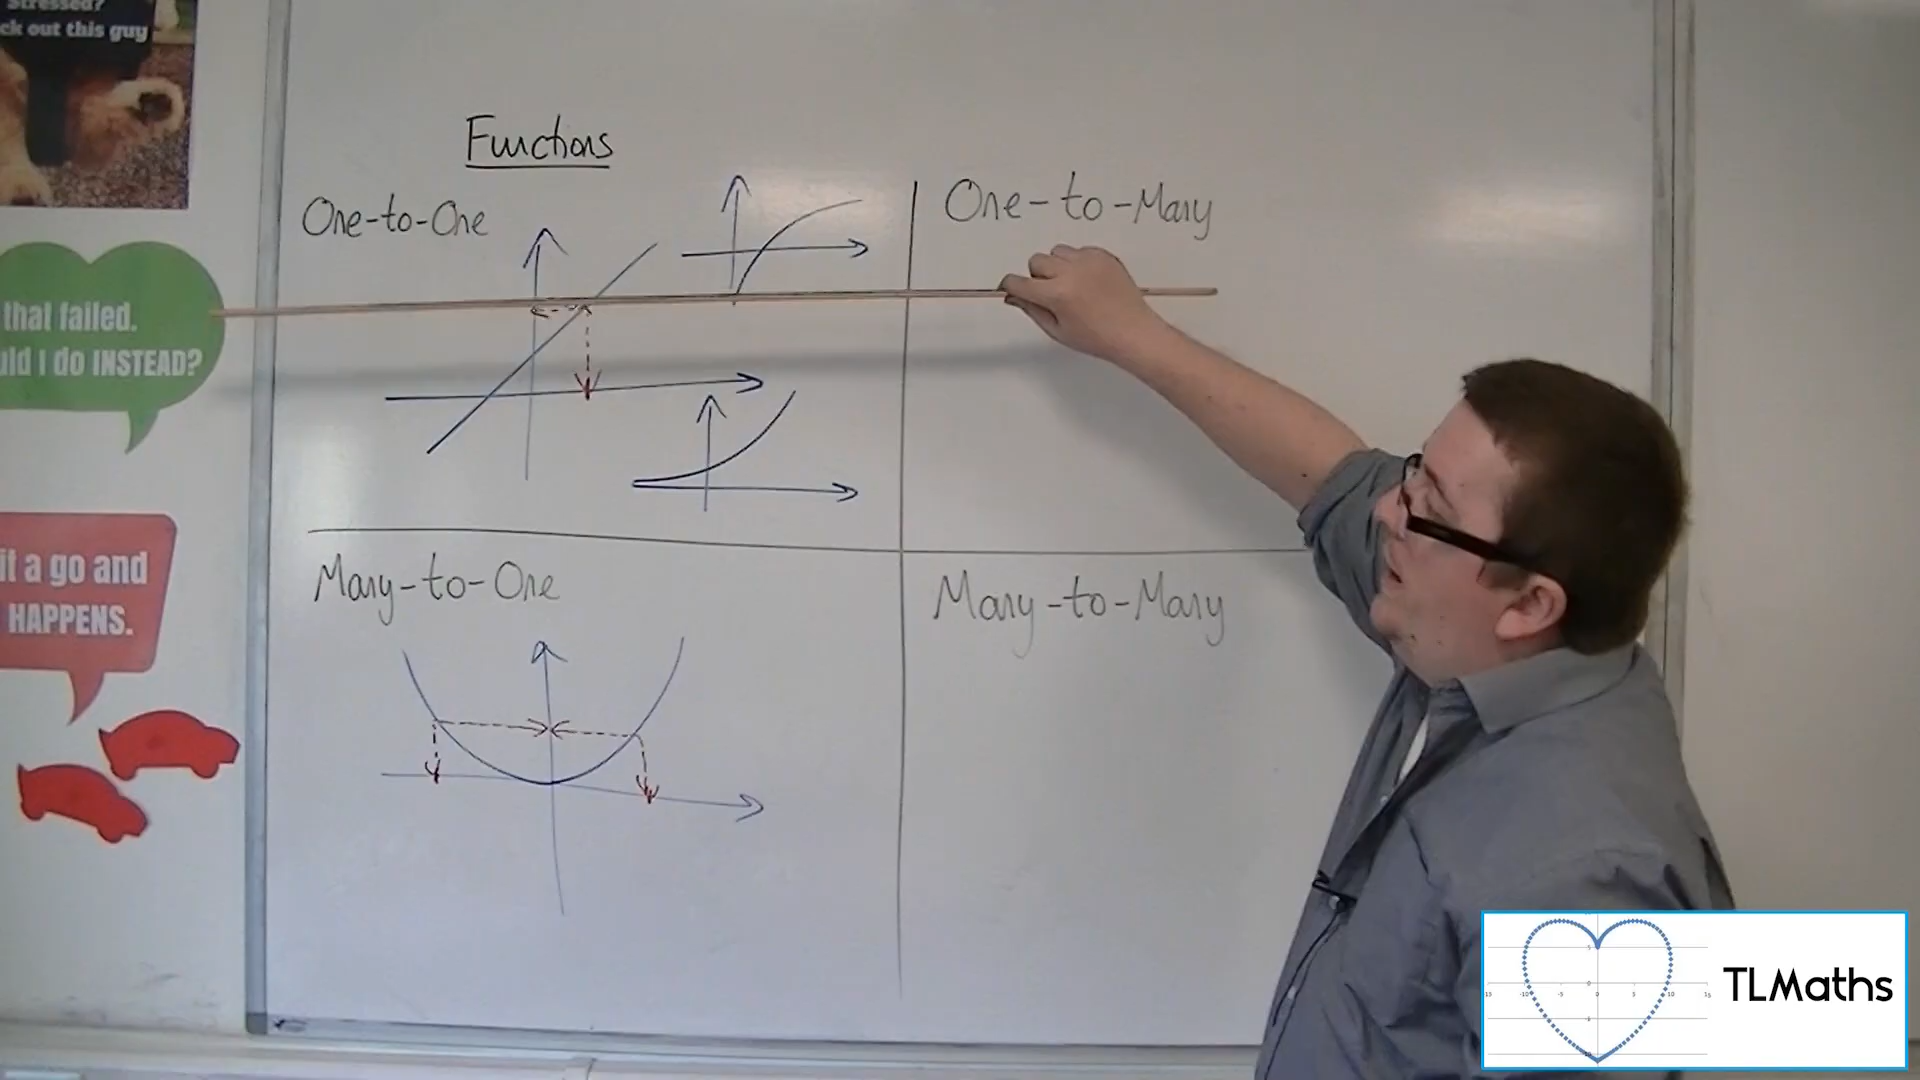 Stressed?
ck out this guy
that failed.
uld I do INSTEAD?
it a go and
HAPPENS.
Functions
One-to-One
One-to-Many
Many-to-One
Many-to-Many
TLMaths